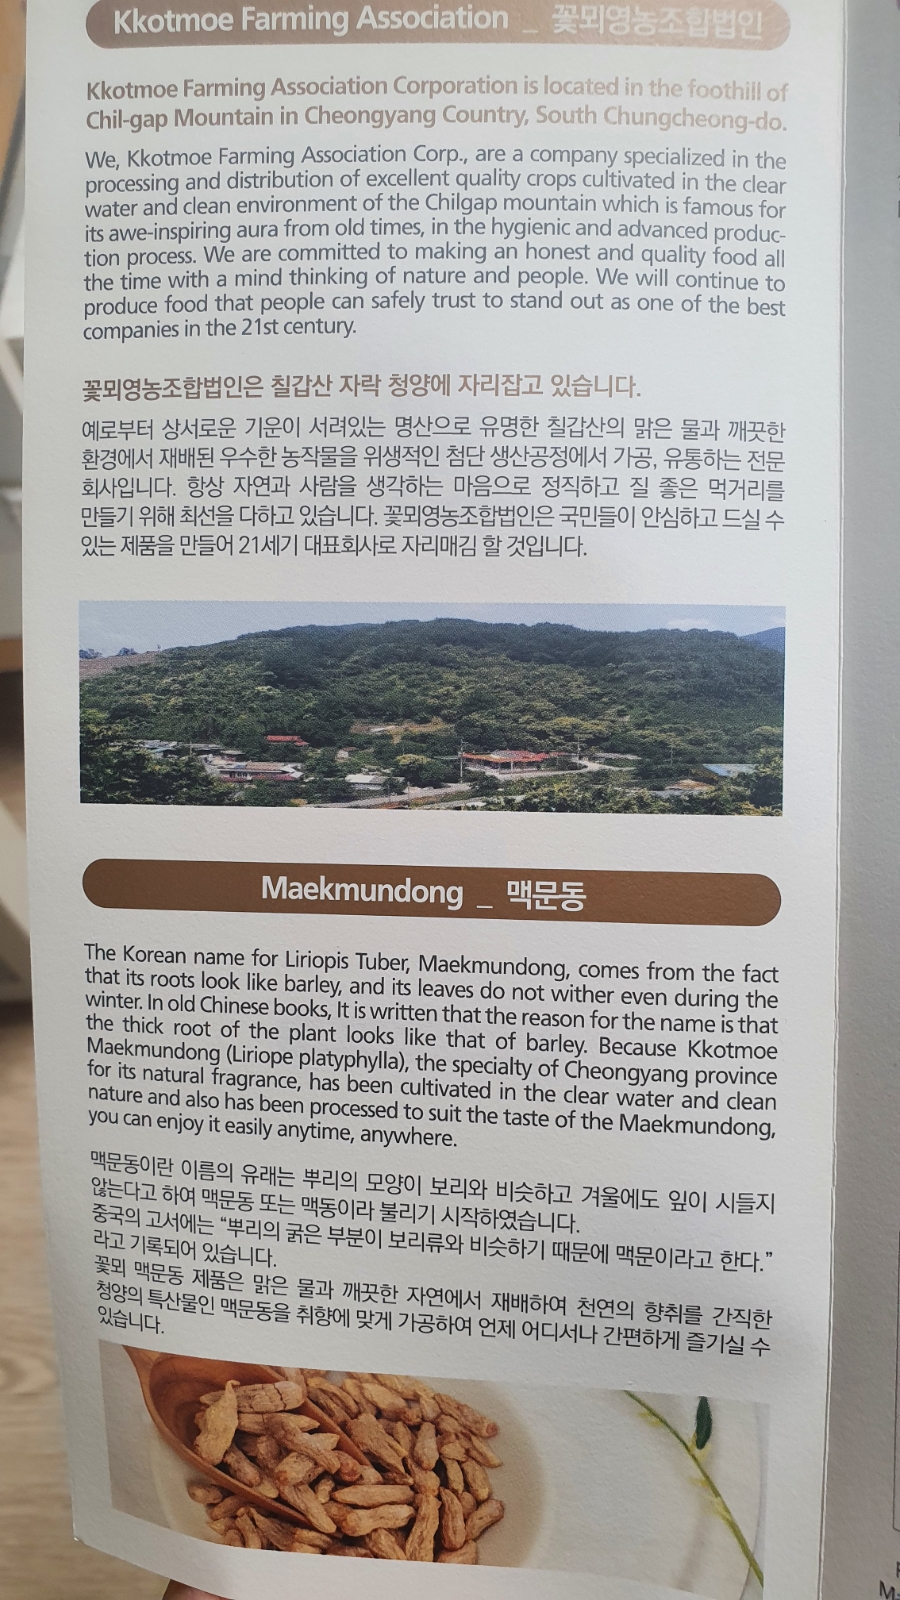 Kkotmoe Farming Association _ 꽃뫼영농조합법인
Kkotmoe Farming Association Corporation is located in the foothill of
Chil-gap Mountain in Cheongyang Country, South Chungcheong-do.
We, Kkotmoe Farming Association Corp., are a company specialized in the
processing and distribution of excellent quality crops cultivated in the clear
water and clean environment of the Chilgap mountain which is famous for
its awe-inspiring aura from old times, in the hygienic and advanced produc-
tion process. We are committed to making an honest and quality food all
the time with a mind thinking of nature and people. We will continue to
produce food that people can safely trust to stand out as one of the best
companies in the 21st century.
꽃뫼영농조합법인은 칠갑산 자락 청양에 자리잡고 있습니다.
예로부터 상서로운 기운이 서려있는 명산으로 유명한 칠갑산의 맑은 물과 깨끗한
환경에서 재배된 우수한 농작물을 위생적인 첨단 생산공정에서 가공, 유통하는 전문
회사입니다. 항상 자연과 사람을 생각하는 마음으로 정직하고 질 좋은 먹거리를
만들기 위해 최선을 다하고 있습니다. 꽃뫼영농조합법인은 국민들이 안심하고 드실 수
있는 제품을 만들어 21세기 대표회사로 자리매김 할 것입니다.
Maekmundong _ 맥문동
The Korean name for Liriopis Tuber, Maekmundong, comes from the fact
that its roots look like barley, and its leaves do not wither even during the
winter. In old Chinese books, It is written that the reason for the name is that
the thick root of the plant looks like that of barley. Because Kkotmoe
Maekmundong (Liriope platyphylla), the specialty of Cheongyang province
for its natural fragrance, has been cultivated in the clear water and clean
nature and also has been processed to suit the taste of the Maekmundong,
you can enjoy it easily anytime, anywhere.
맥문동이란 이름의 유래는 뿌리의 모양이 보리와 비슷하고 겨울에도 잎이 시들지
않는다고 하여 맥문동 또는 맥동이라 불리기 시작하였습니다.
중국의 고서에는 “뿌리의 굵은 부분이 보리류와 비슷하기 때문에 맥문이라고 한다.”
라고 기록되어 있습니다.
꽃뫼 맥문동 제품은 맑은 물과 깨끗한 자연에서 재배하여 천연의 향취를 간직한
청양의 특산물인 맥문동을 취향에 맞게 가공하여 언제 어디서나 간편하게 즐기실 수
있습니다.